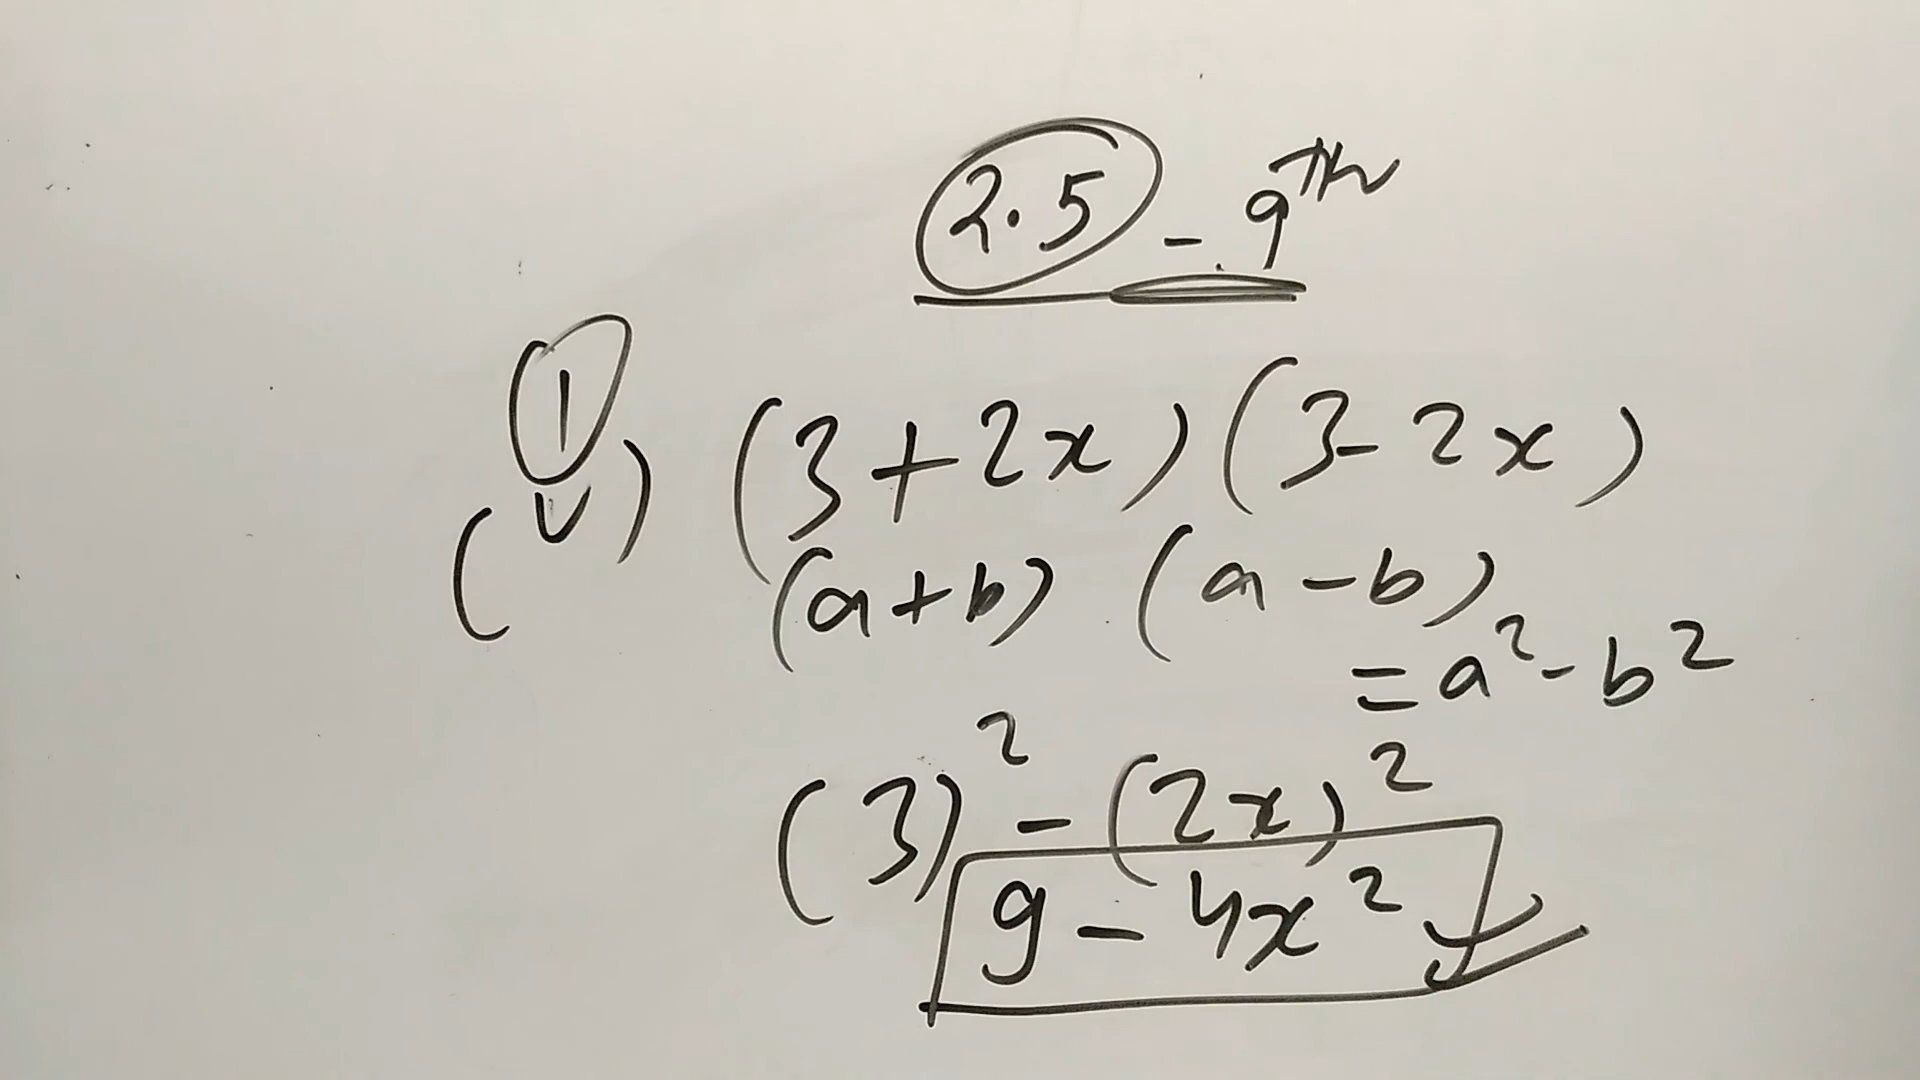 2.5 - 9th
1
(v) (3+2x) (3-2x)
(a+b) (a-b)
= a² - b²
(3)² - (2x)²
9 - 4x²